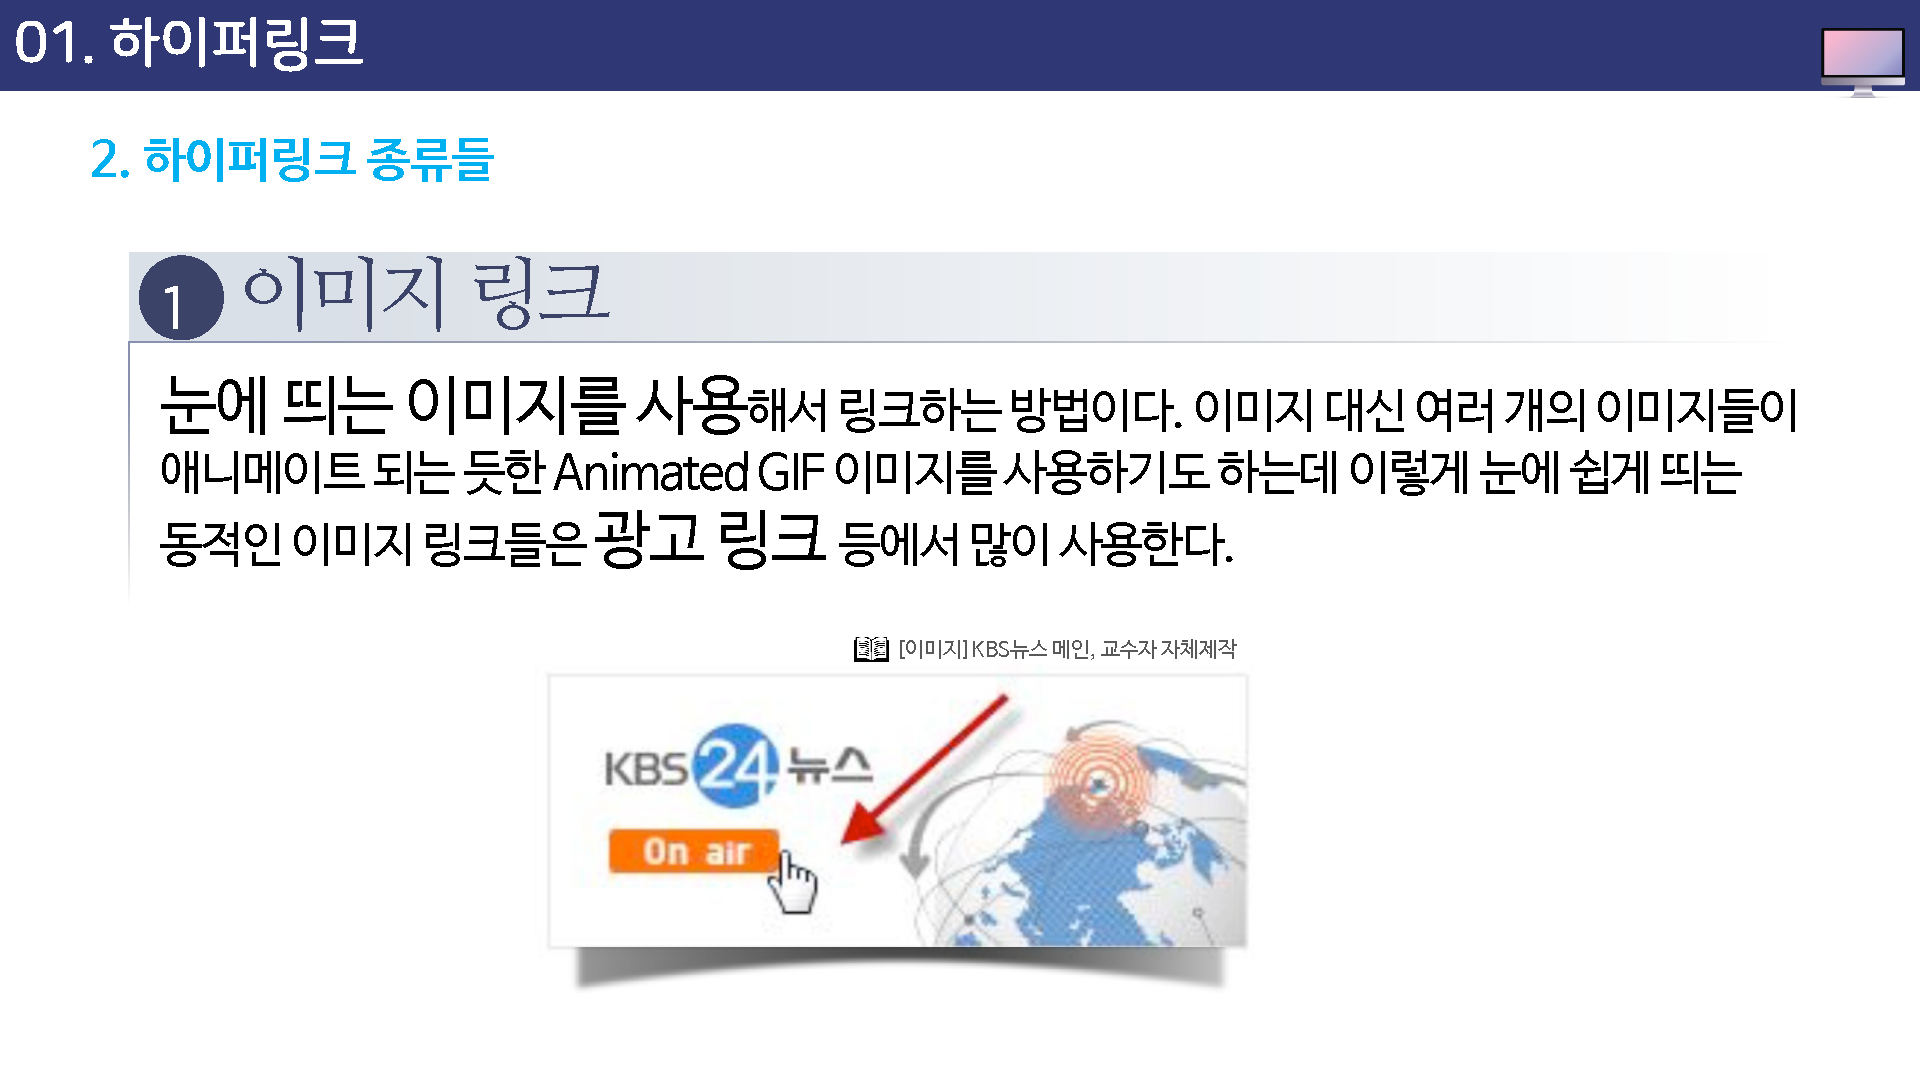 01. 하이퍼링크
2. 하이퍼링크 종류들
1 이미지 링크
눈에 띄는 이미지를 사용해서 링크하는 방법이다. 이미지 대신 여러 개의 이미지들이
애니메이트 되는 듯한 Animated GIF 이미지를 사용하기도 하는데 이렇게 눈에 쉽게 띄는
동적인 이미지 링크들은 광고 링크 등에서 많이 사용한다.
[이미지] KBS뉴스 메인, 교수자 자체제작
KBS 24 뉴스
On air